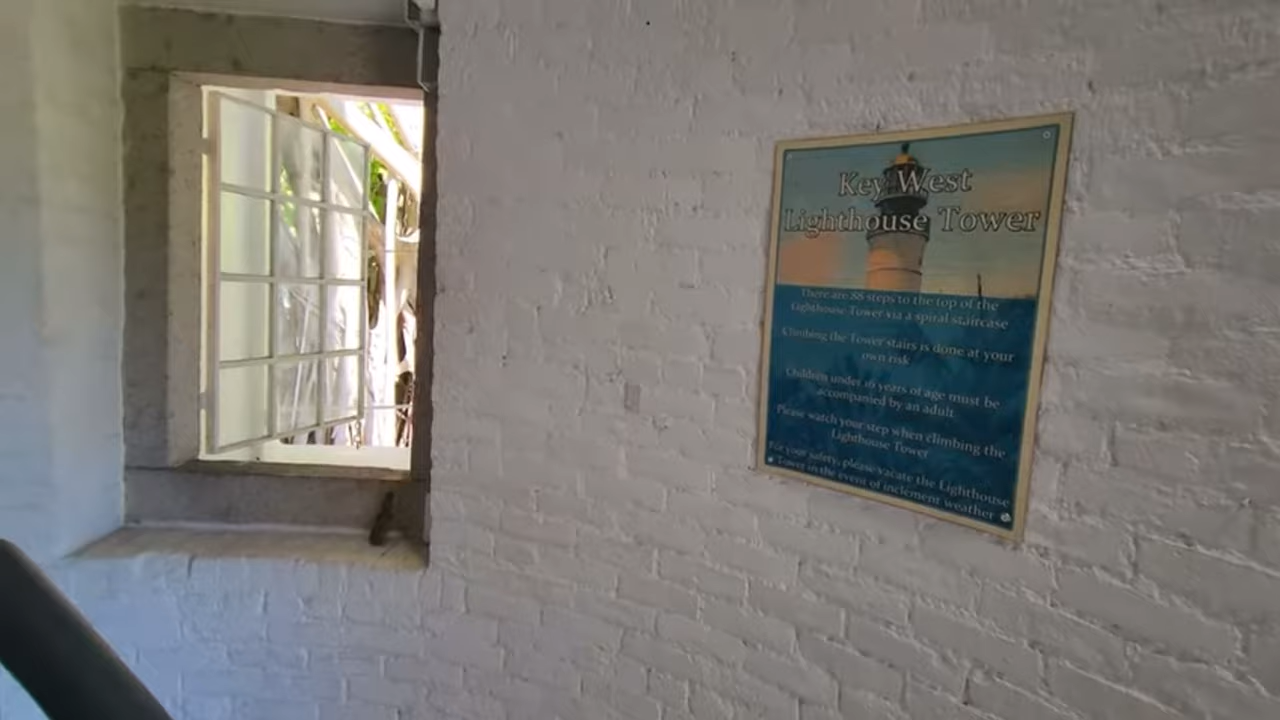 Key West
Lighthouse Tower
There are 88 steps to the top of the
Lighthouse Tower via a spiral staircase
Climbing the Tower stairs is done at your
own risk
Children under 16 years of age must be
accompanied by an adult
Please watch your step when climbing the
Lighthouse Tower
For your safety, please vacate the Lighthouse
Tower in the event of inclement weather